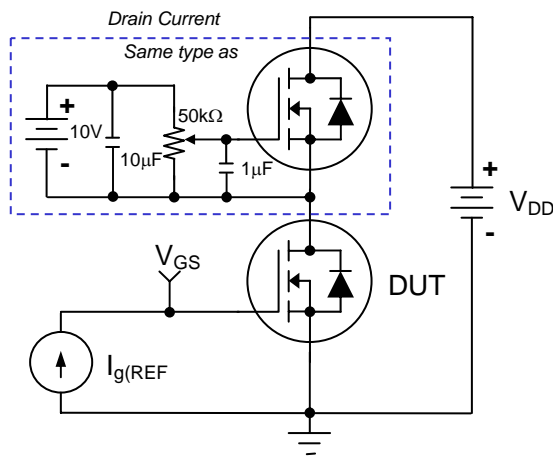 Drain Current
Same type as
+
10V
-
10μF
50kΩ
1μF
+
VDD
-
VGS
DUT
Ig(REF